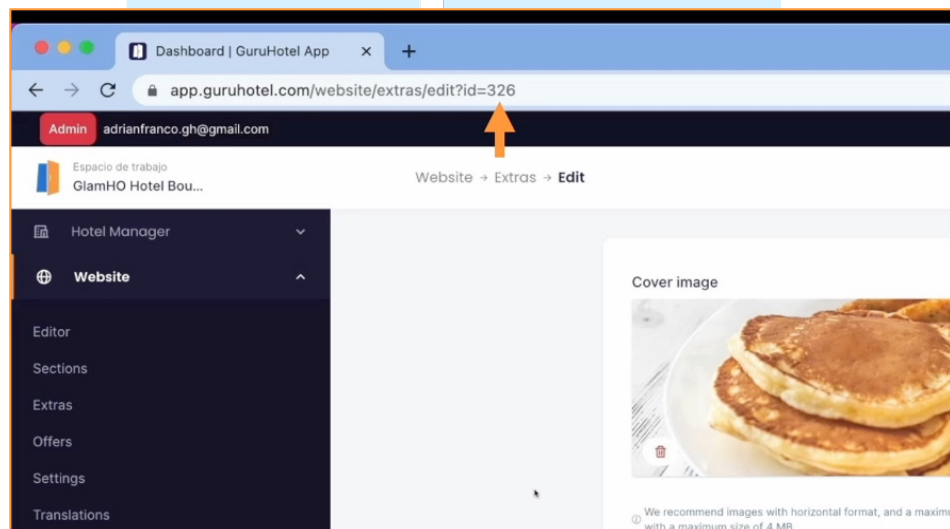 Dashboard | GuruHotel App
app.guruhotel.com/website/extras/edit?id=326
Admin adrianfranco.gh@gmail.com
Espacio de trabajo
GlamHO Hotel Bou...
Website → Extras → Edit
Hotel Manager
Website
Cover image
Editor
Sections
Extras
Offers
Settings
Translations
We recommend images with horizontal format, and a maximu
with a maximum size of 4 MB